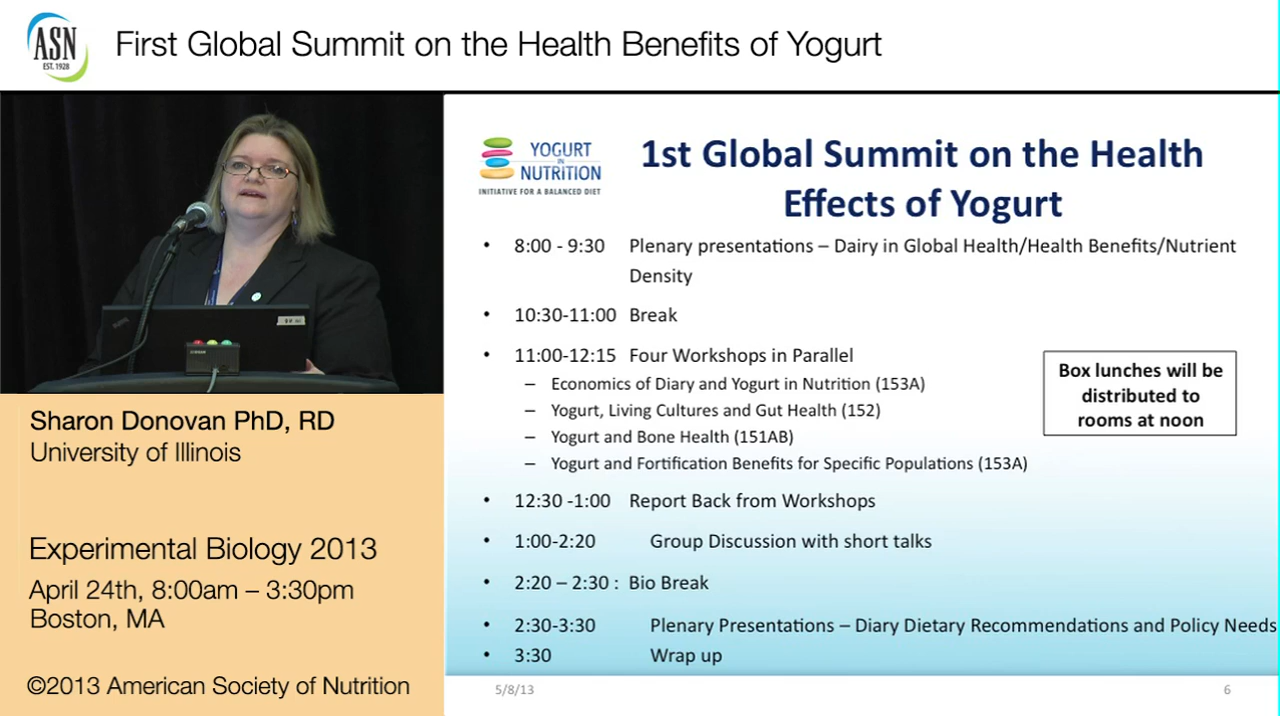 ASN
EST. 1928
First Global Summit on the Health Benefits of Yogurt
YOGURT
IN
NUTRITION
INITIATIVE FOR A BALANCED DIET
1st Global Summit on the Health
Effects of Yogurt
• 8:00 - 9:30 Plenary presentations – Dairy in Global Health/Health Benefits/Nutrient
Density
• 10:30-11:00 Break
• 11:00-12:15 Four Workshops in Parallel
– Economics of Diary and Yogurt in Nutrition (153A)
– Yogurt, Living Cultures and Gut Health (152)
– Yogurt and Bone Health (151AB)
– Yogurt and Fortification Benefits for Specific Populations (153A)
Box lunches will be
distributed to
rooms at noon
• 12:30 -1:00 Report Back from Workshops
• 1:00-2:20 Group Discussion with short talks
• 2:20 – 2:30 : Bio Break
• 2:30-3:30 Plenary Presentations – Diary Dietary Recommendations and Policy Needs
• 3:30 Wrap up
5/8/13
6
Sharon Donovan PhD, RD
University of Illinois
Experimental Biology 2013
April 24th, 8:00am – 3:30pm
Boston, MA
©2013 American Society of Nutrition